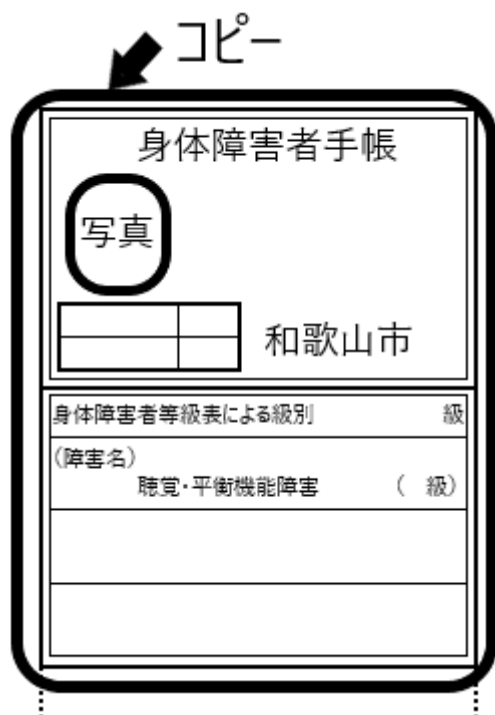 コピー
身体障害者手帳
写真
和歌山市
身体障害者等級表による級別　級
(障害名)
聴覚・平衡機能障害　(　級)